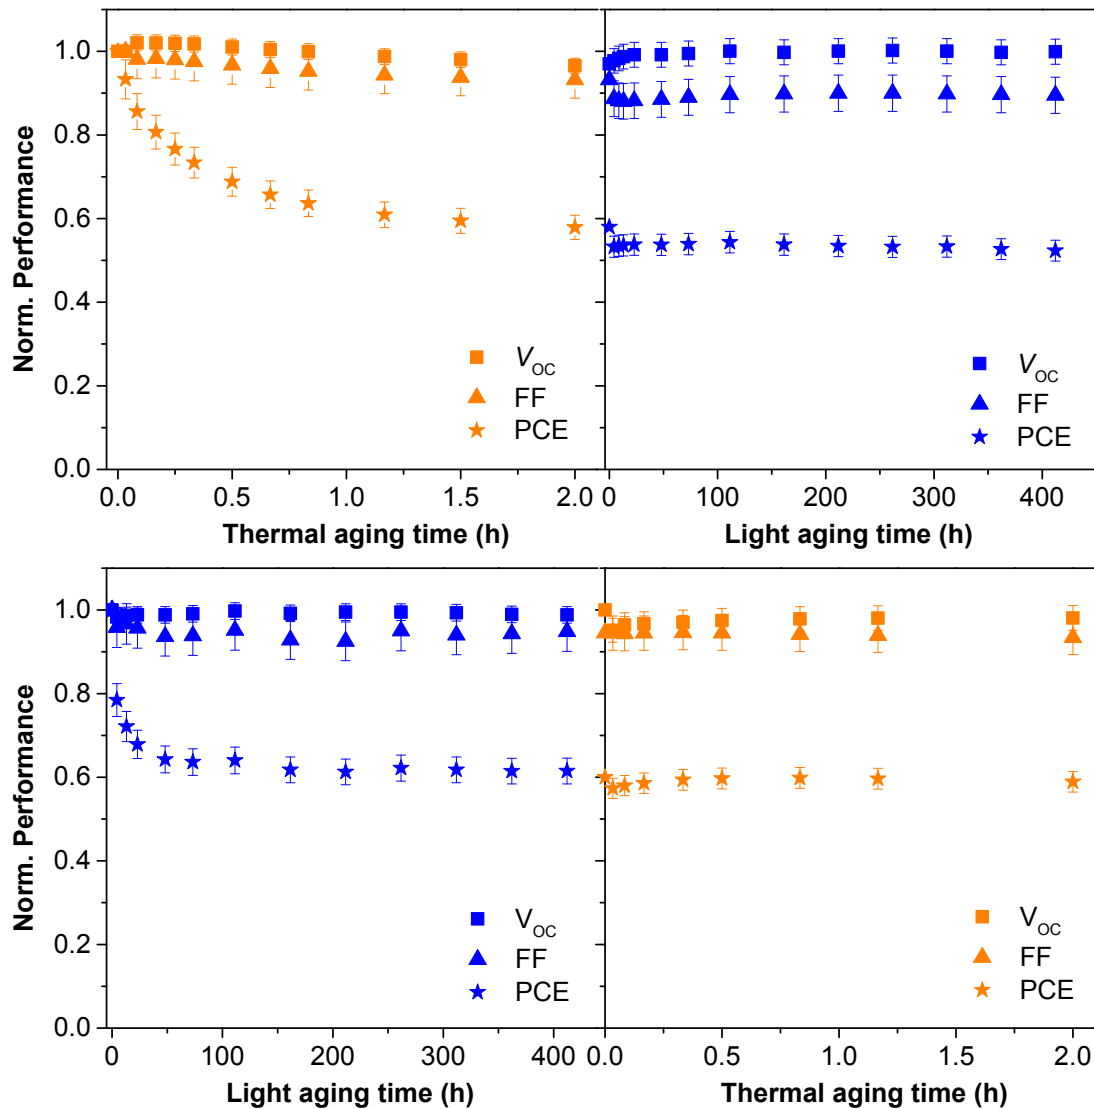 Norm. Performance
1.0
0.8
0.6
0.4
0.2
0.0
V_OC
FF
PCE
V_OC
FF
PCE
0.0 0.5 1.0 1.5 2.0
0 100 200 300 400
Thermal aging time (h)
Light aging time (h)
Norm. Performance
1.0
0.8
0.6
0.4
0.2
0.0
V_OC
FF
PCE
V_OC
FF
PCE
0 100 200 300 400
0.0 0.5 1.0 1.5 2.0
Light aging time (h)
Thermal aging time (h)